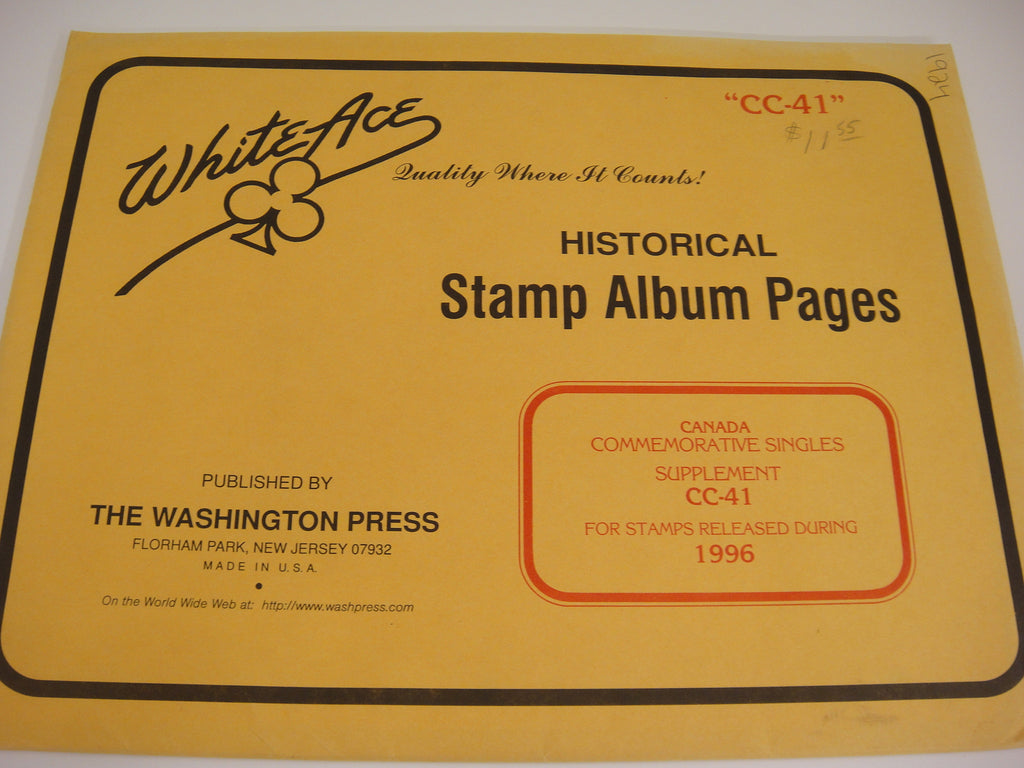 WhiteAce
Quality Where It Counts!
"CC-41"
$11.55
1924
HISTORICAL
Stamp Album Pages
CANADA
COMMEMORATIVE SINGLES
SUPPLEMENT
CC-41
FOR STAMPS RELEASED DURING
1996
PUBLISHED BY
THE WASHINGTON PRESS
FLORHAM PARK, NEW JERSEY 07932
MADE IN U.S.A.
On the World Wide Web at: http://www.washpress.com